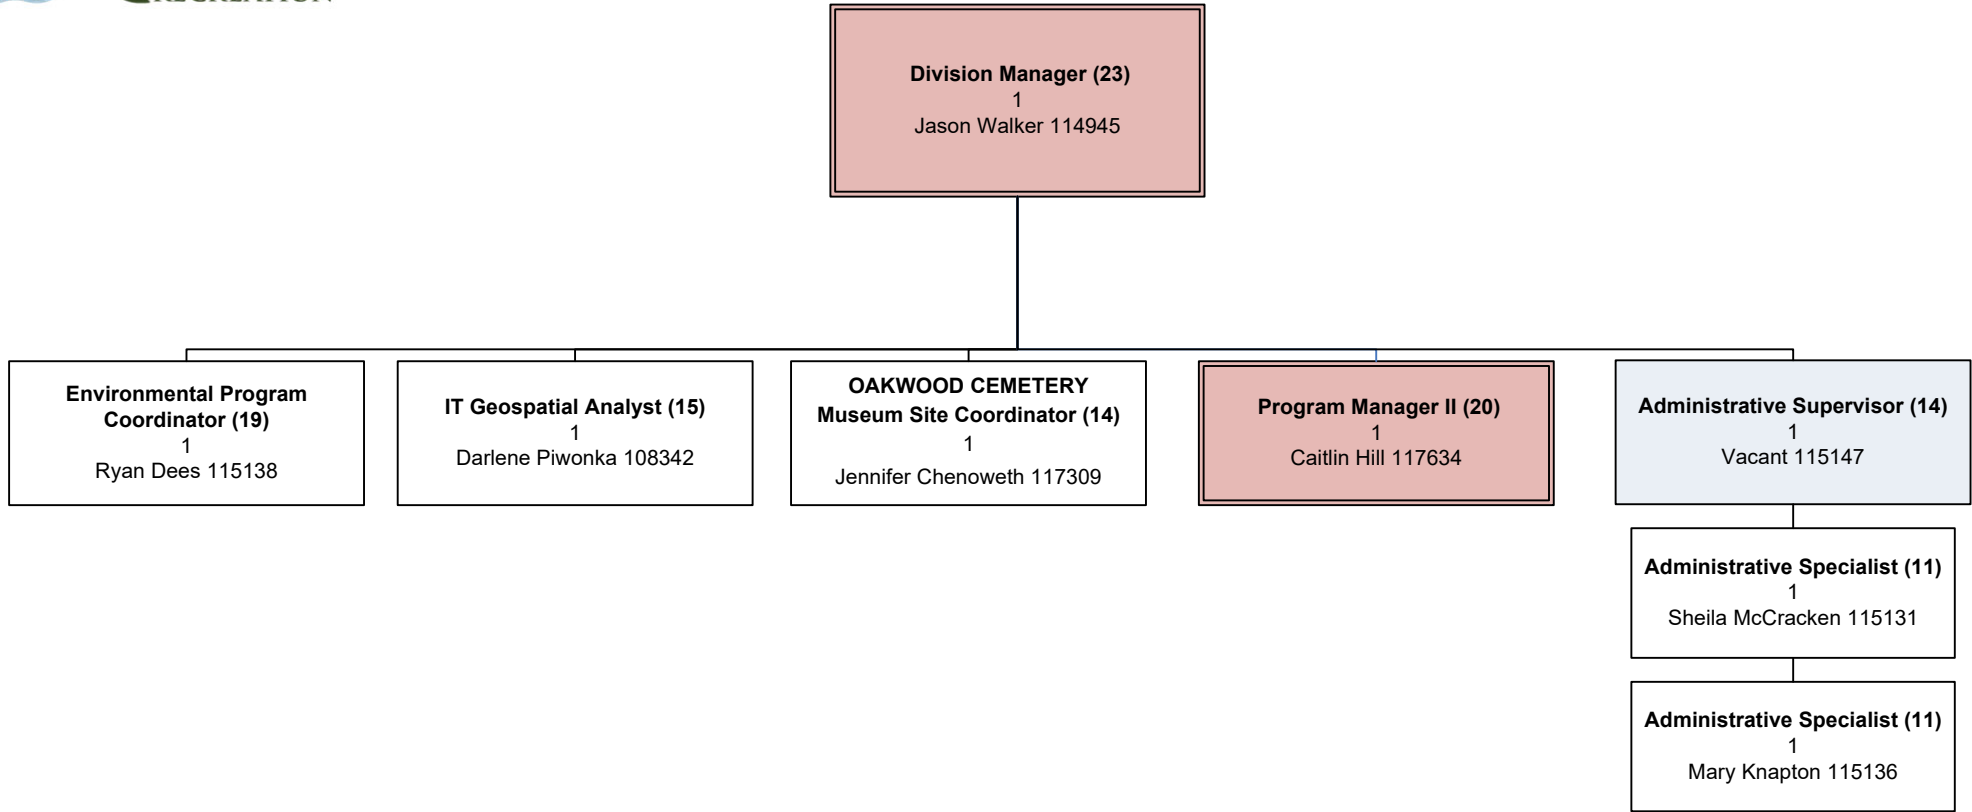 RECREATION
Division Manager (23)
1
Jason Walker 114945
Environmental Program
Coordinator (19)
1
Ryan Dees 115138
IT Geospatial Analyst (15)
1
Darlene Piwonka 108342
OAKWOOD CEMETERY
Museum Site Coordinator (14)
1
Jennifer Chenoweth 117309
Program Manager II (20)
1
Caitlin Hill 117634
Administrative Supervisor (14)
1
Vacant 115147
Administrative Specialist (11)
1
Sheila McCracken 115131
Administrative Specialist (11)
1
Mary Knapton 115136